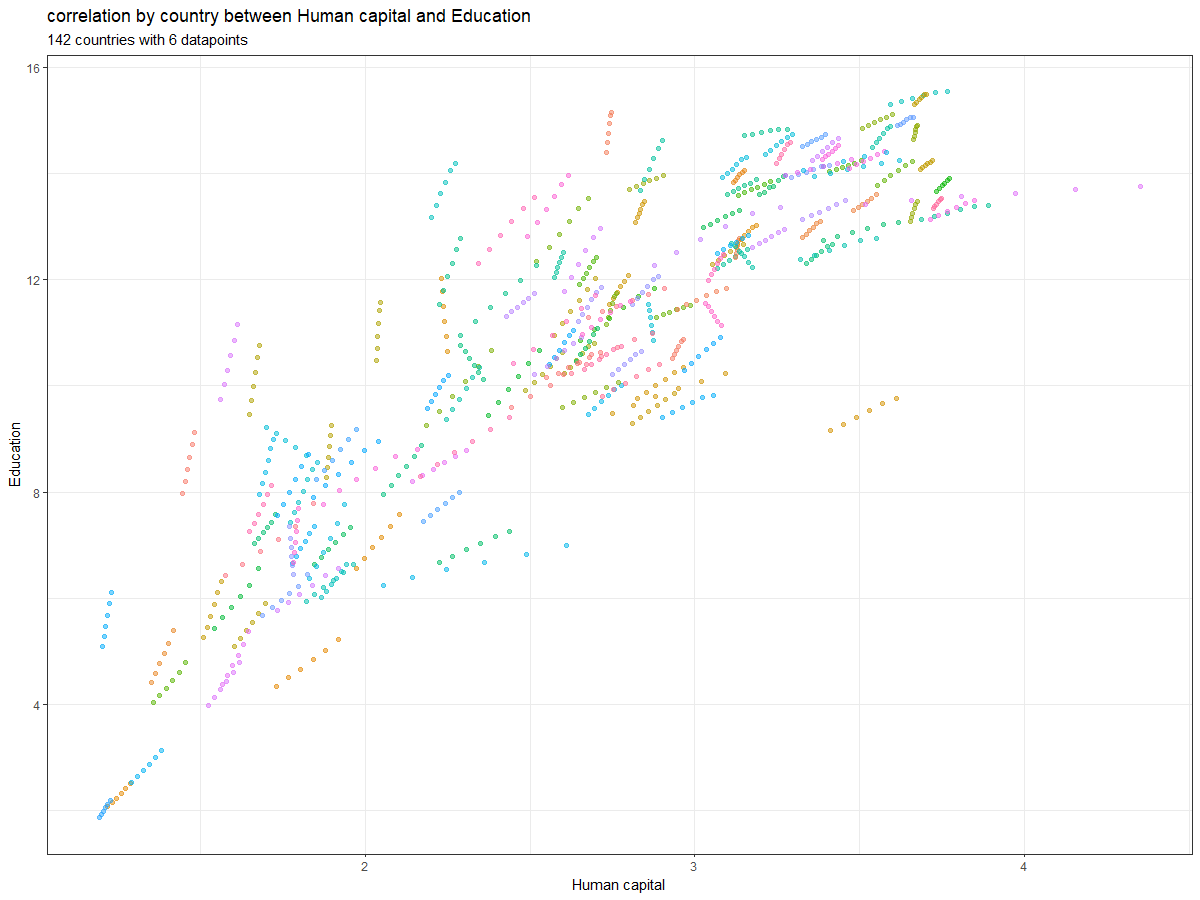 correlation by country between Human capital and Education
142 countries with 6 datapoints
16
12
8
4
Education
2
3
4
Human capital